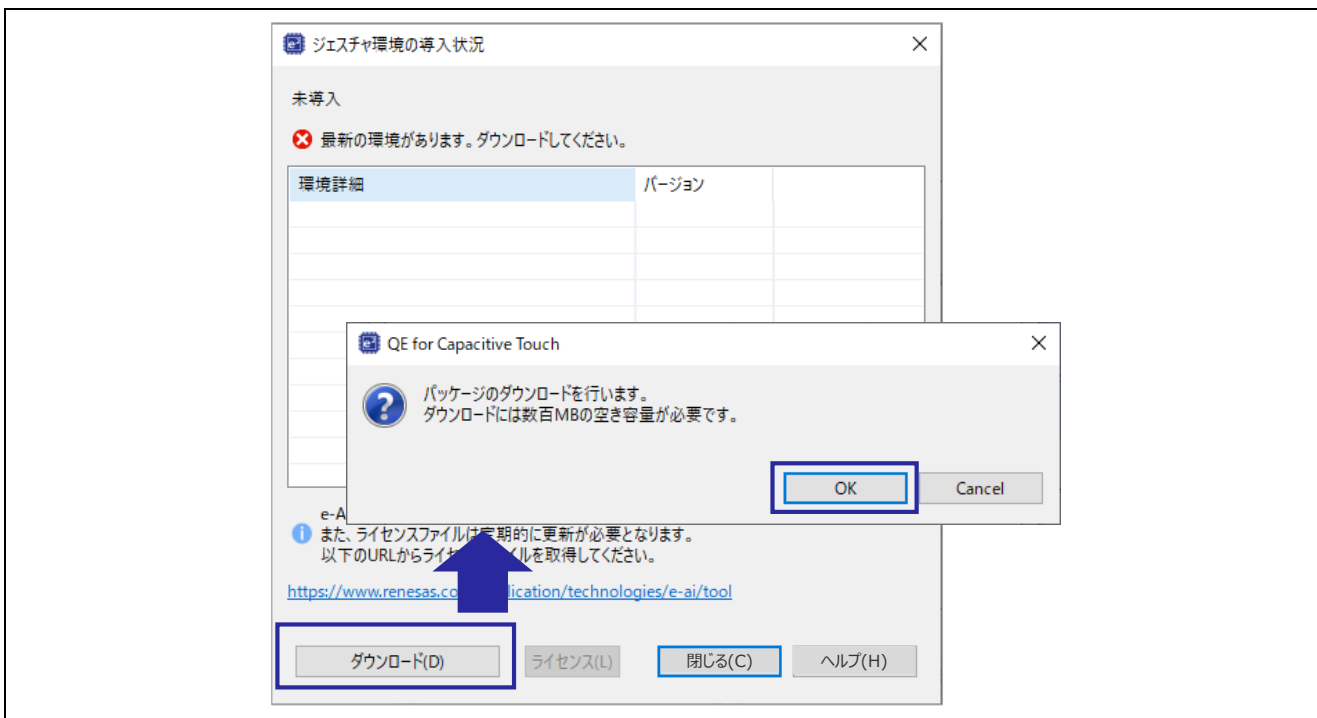 ジェスチャ環境の導入状況
未導入
最新の環境があります。ダウンロードしてください。
環境詳細 バージョン
QE for Capacitive Touch
パッケージのダウンロードを行います。
ダウンロードには数百MBの空き容量が必要です。
OK Cancel
e-A
また、ライセンスファイルは定期的に更新が必要となります。
以下のURLからライ ルを取得してください。
https://www.renesas.co lication/technologies/e-ai/tool
ダウンロード(D) ライセンス(L) 閉じる(C) ヘルプ(H)